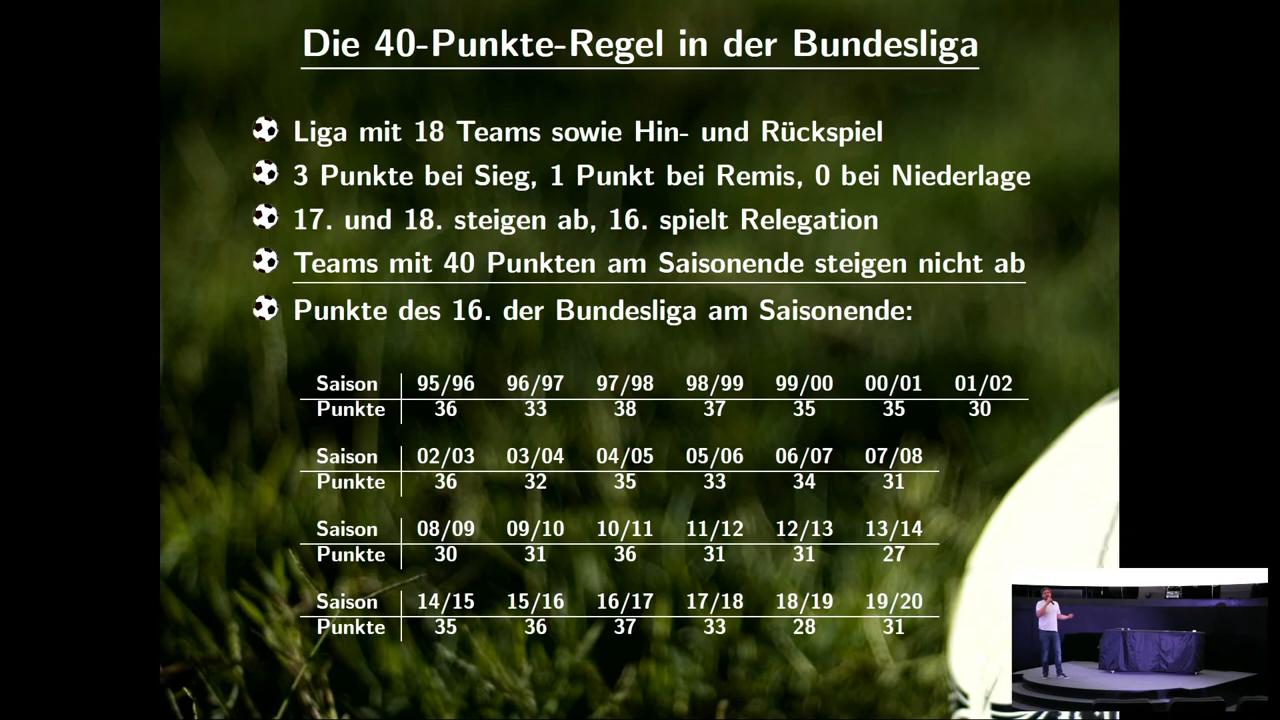 Die 40-Punkte-Regel in der Bundesliga
Liga mit 18 Teams sowie Hin- und Rückspiel
3 Punkte bei Sieg, 1 Punkt bei Remis, 0 bei Niederlage
17. und 18. steigen ab, 16. spielt Relegation
Teams mit 40 Punkten am Saisonende steigen nicht ab
Punkte des 16. der Bundesliga am Saisonende:
Saison 95/96 96/97 97/98 98/99 99/00 00/01 01/02
Punkte 36 33 38 37 35 35 30
Saison 02/03 03/04 04/05 05/06 06/07 07/08
Punkte 36 32 35 33 34 31
Saison 08/09 09/10 10/11 11/12 12/13 13/14
Punkte 30 31 36 31 31 27
Saison 14/15 15/16 16/17 17/18 18/19 19/20
Punkte 35 36 37 33 28 31